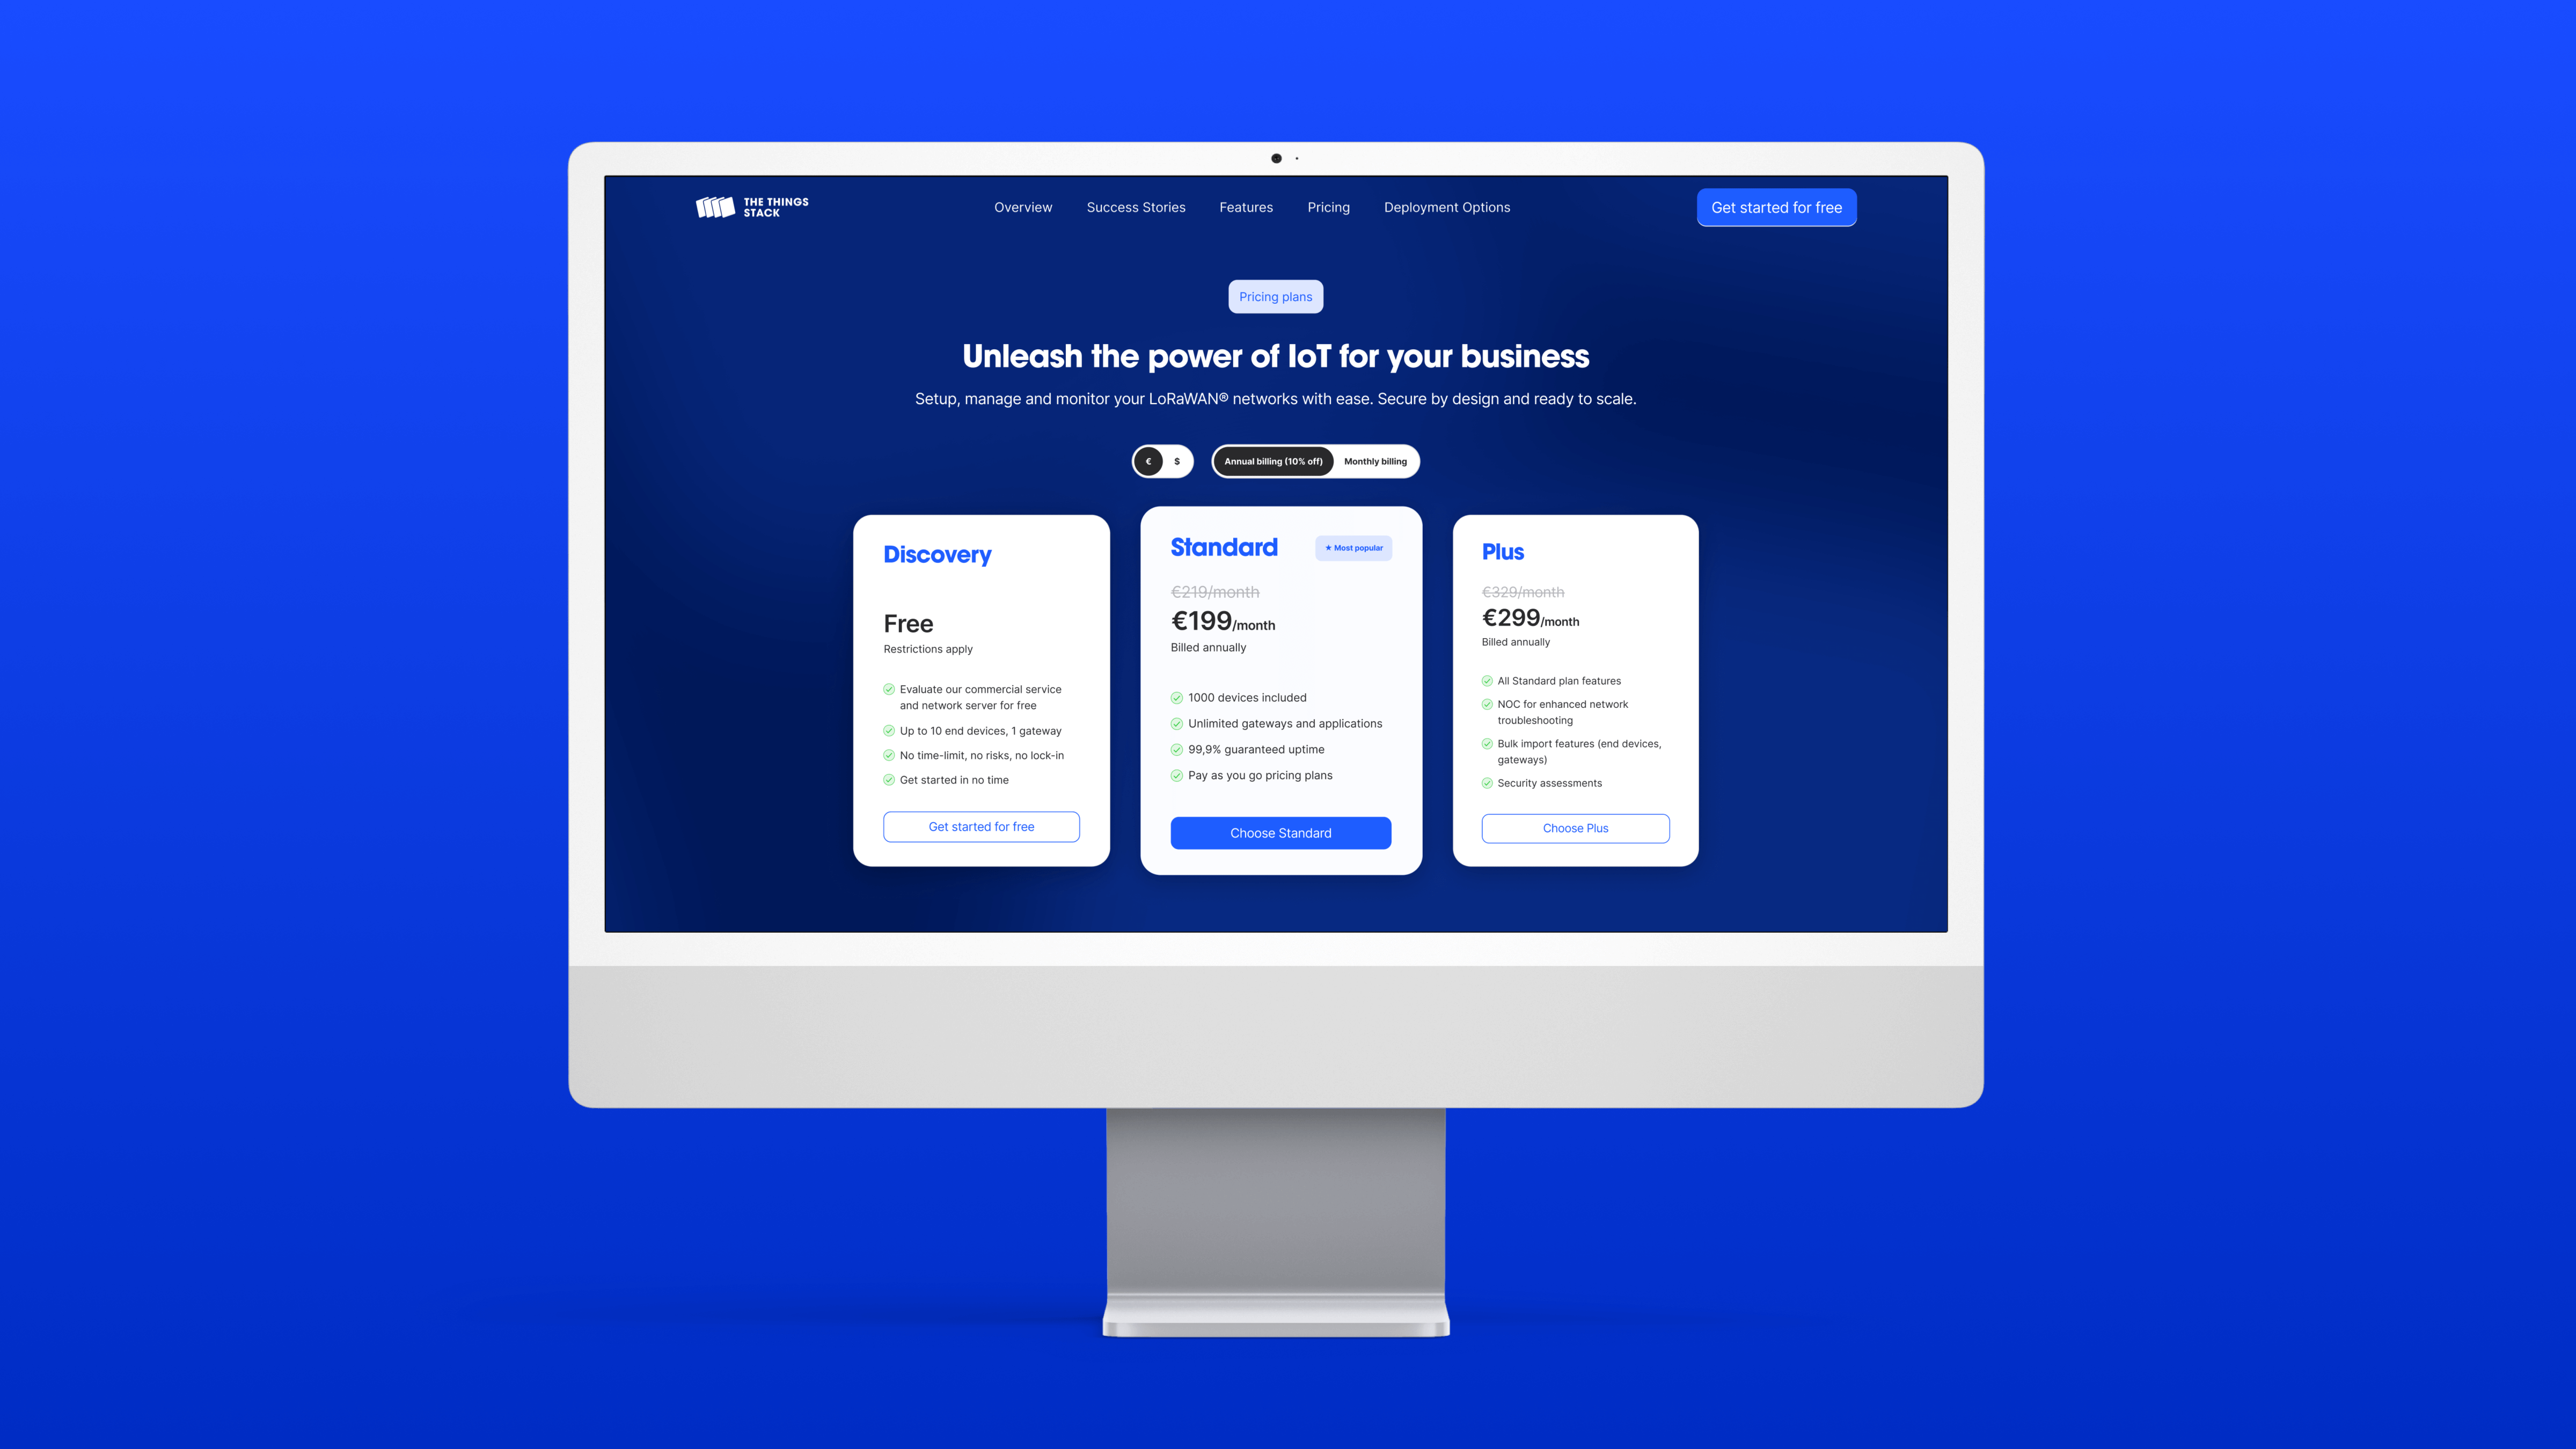 THE THINGS
STACK
Overview
Success Stories
Features
Pricing
Deployment Options
Get started for free
Pricing plans
Unleash the power of IoT for your business
Setup, manage and monitor your LoRaWAN® networks with ease. Secure by design and ready to scale.
€
$
Annual billing (10% off)
Monthly billing
Discovery
Free
Restrictions apply
Evaluate our commercial service
and network server for free
Up to 10 end devices, 1 gateway
No time-limit, no risks, no lock-in
Get started in no time
Get started for free
Standard
★ Most popular
€219/month
€199/month
Billed annually
1000 devices included
Unlimited gateways and applications
99,9% guaranteed uptime
Pay as you go pricing plans
Choose Standard
Plus
€329/month
€299/month
Billed annually
All Standard plan features
NOC for enhanced network
troubleshooting
Bulk import features (end devices,
gateways)
Security assessments
Choose Plus